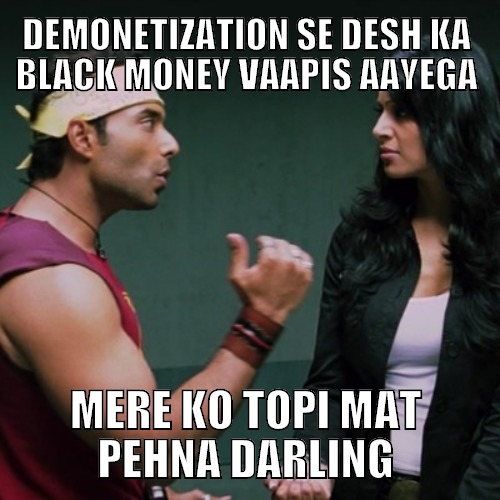 DEMONETIZATION SE DESH KA
BLACK MONEY VAAPIS AAYEGA
MERE KO TOPI MAT
PEHNA DARLING